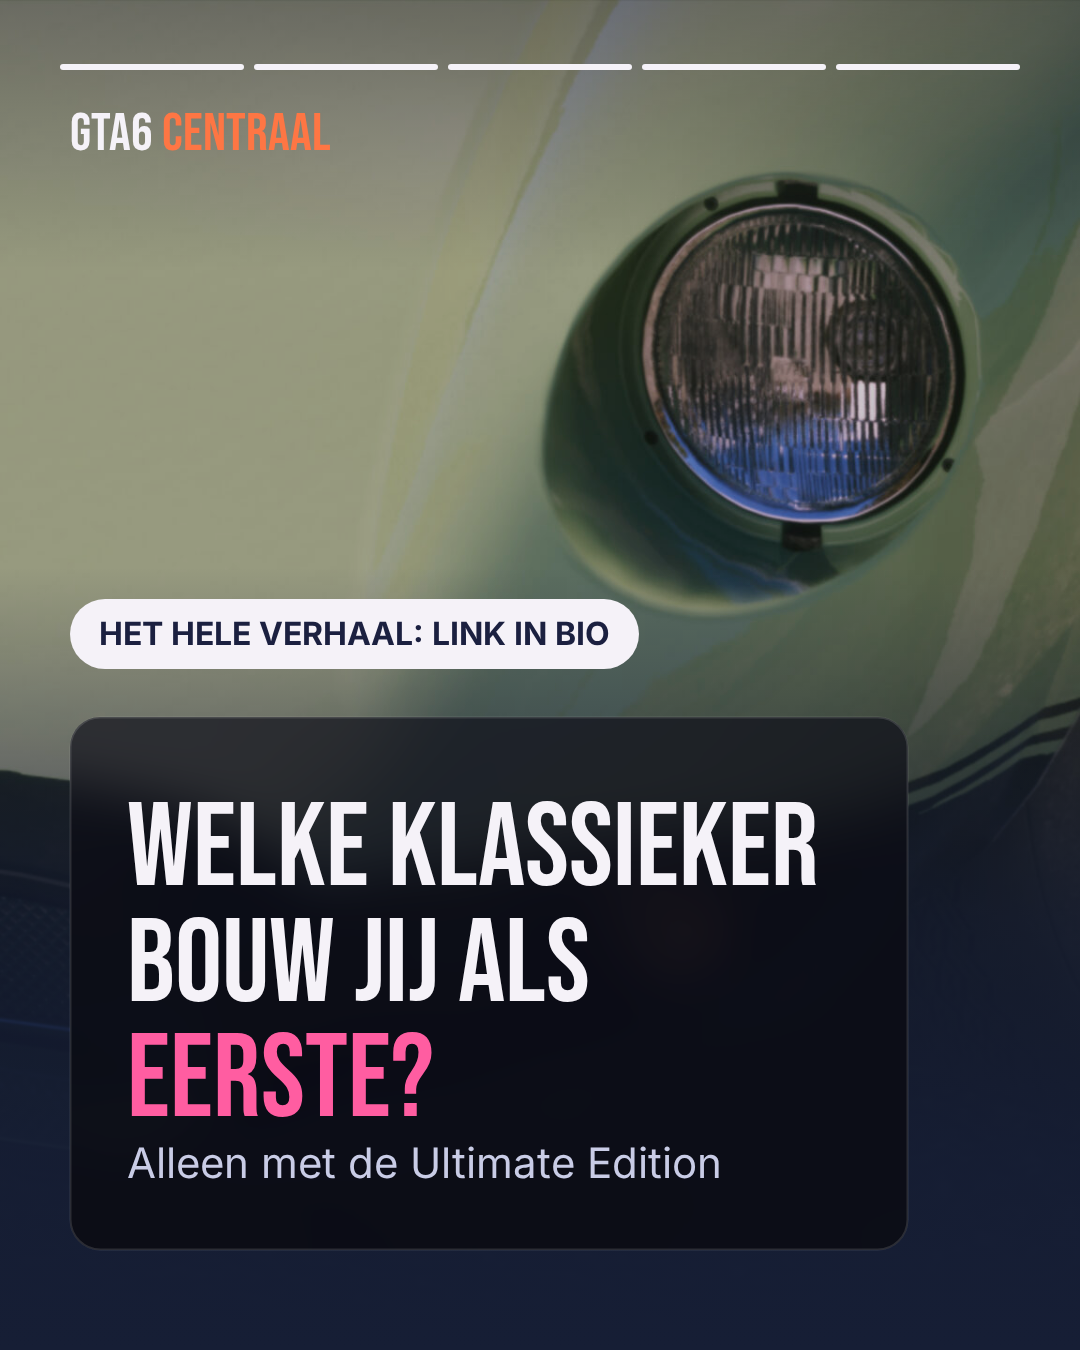 GTA6 CENTRAAL
HET HELE VERHAAL: LINK IN BIO
WELKE KLASSIEKER
BOUW JIJ ALS
EERSTE?
Alleen met de Ultimate Edition